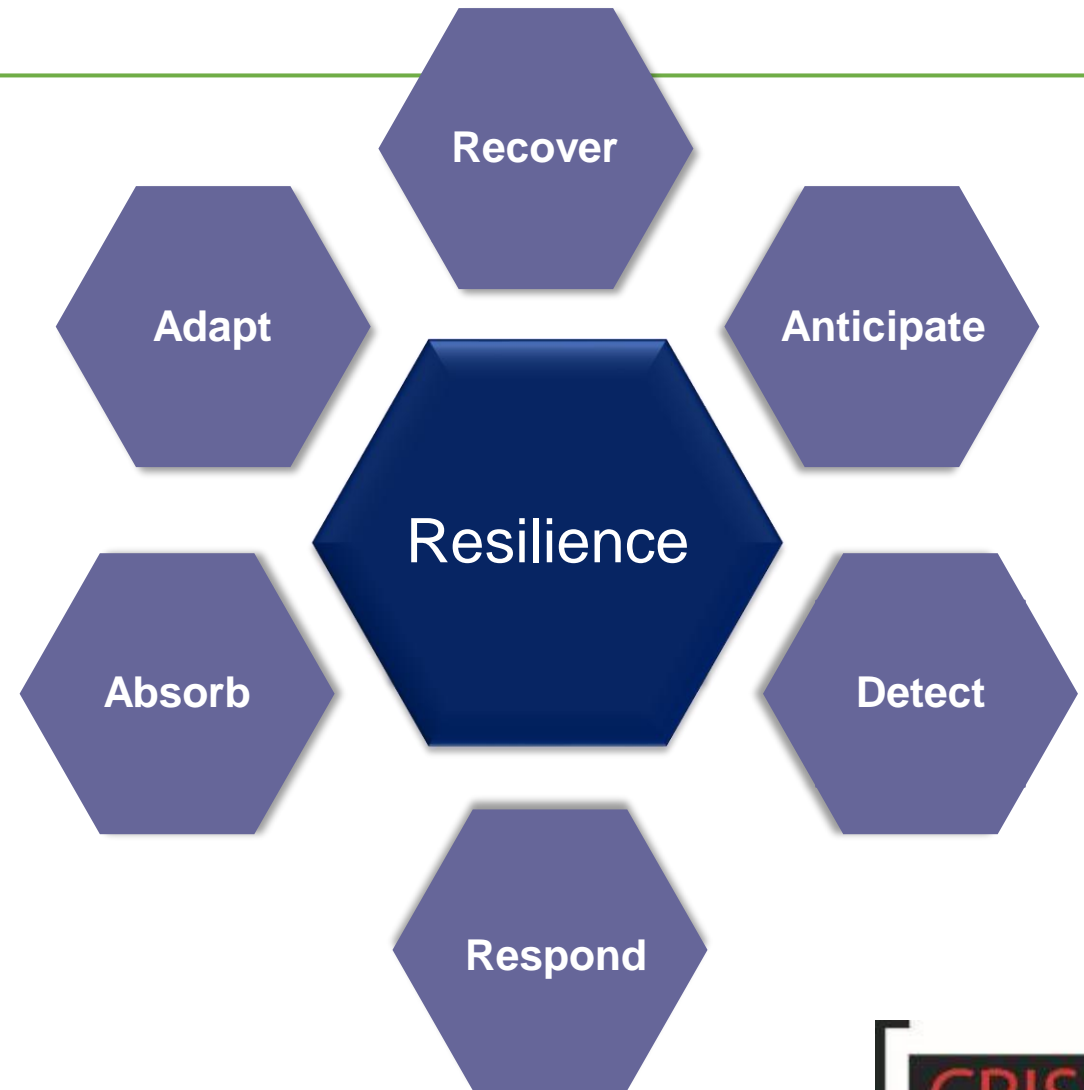 Recover
Adapt
Anticipate
Resilience
Absorb
Detect
Respond